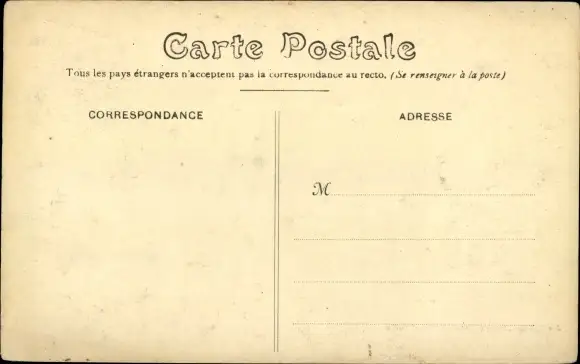 Carte Postale
Tous les pays étrangers n'acceptent pas la correspondance au recto. (Se renseigner à la poste)
CORRESPONDANCE
ADRESSE
M